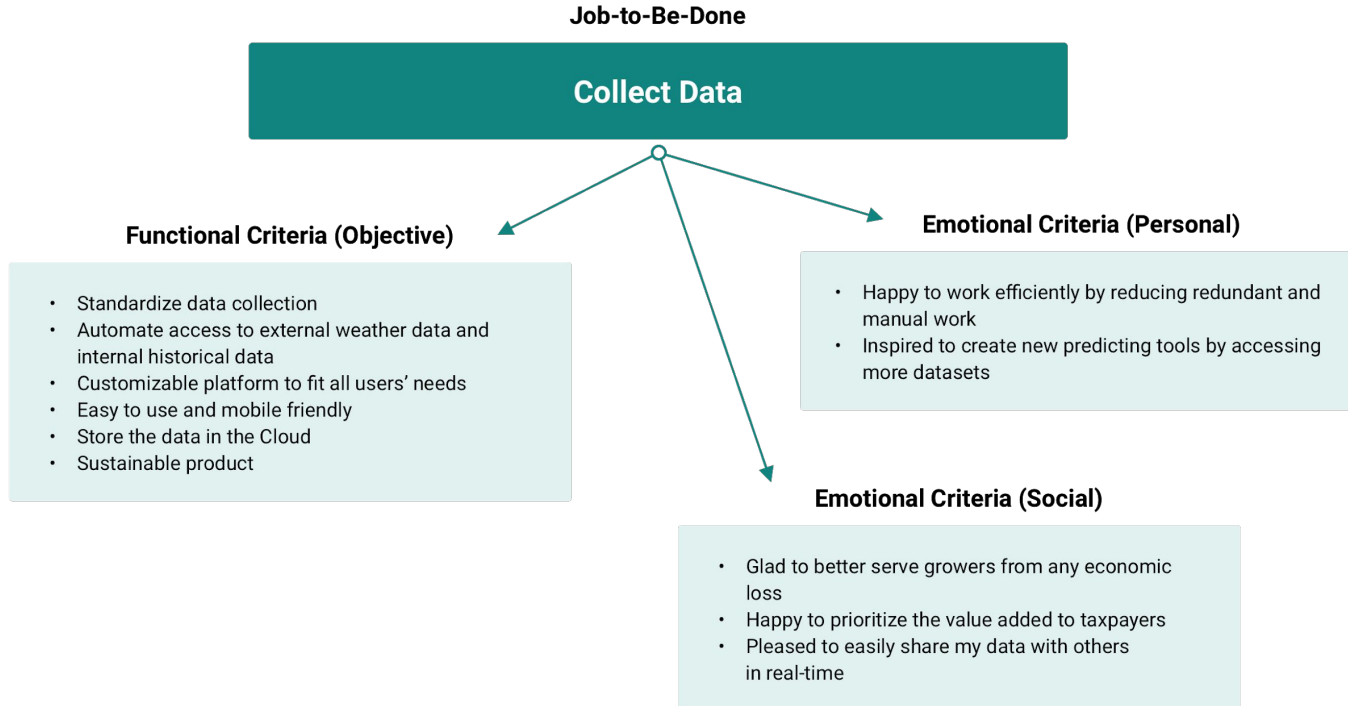 Job-to-Be-Done
Collect Data
Functional Criteria (Objective)
• Standardize data collection
• Automate access to external weather data and
internal historical data
• Customizable platform to fit all users’ needs
• Easy to use and mobile friendly
• Store the data in the Cloud
• Sustainable product
Emotional Criteria (Personal)
• Happy to work efficiently by reducing redundant and
manual work
• Inspired to create new predicting tools by accessing
more datasets
Emotional Criteria (Social)
• Glad to better serve growers from any economic
loss
• Happy to prioritize the value added to taxpayers
• Pleased to easily share my data with others
in real-time